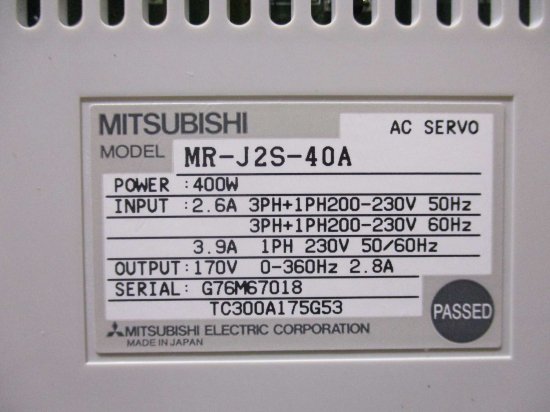 MITSUBISHI AC SERVO
MODEL MR-J2S-40A
POWER :400W
INPUT :2.6A 3PH+1PH200-230V 50Hz
3PH+1PH200-230V 60Hz
3.9A 1PH 230V 50/60Hz
OUTPUT:170V 0-360Hz 2.8A
SERIAL: G76M67018
TC300A175G53
PASSED
MITSUBISHI ELECTRIC CORPORATION
MADE IN JAPAN